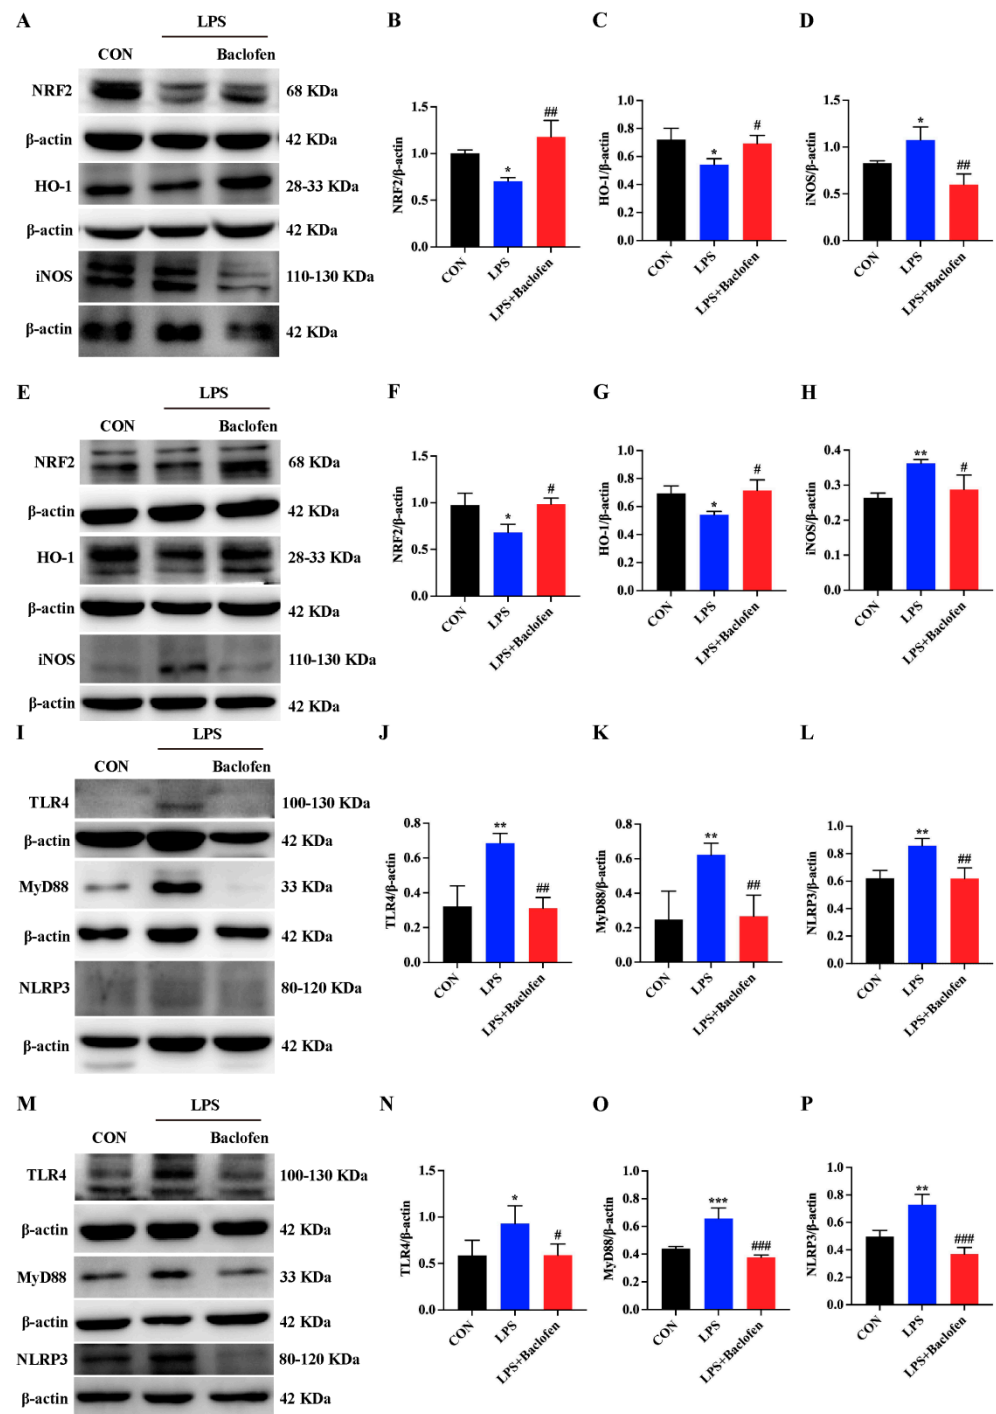 A
LPS
CON
Baclofen
NRF2
68 KDa
β-actin
42 KDa
HO-1
28-33 KDa
β-actin
42 KDa
iNOS
110-130 KDa
β-actin
42 KDa
B
NRF2/β-actin
1.5
1.0
0.5
0.0
*
##
CON
LPS
LPS+Baclofen
C
HO-1/β-actin
1.0
0.8
0.6
0.4
0.2
0.0
*
#
CON
LPS
LPS+Baclofen
D
iNOS/β-actin
1.5
1.0
0.5
0.0
*
##
CON
LPS
LPS+Baclofen
E
LPS
CON
Baclofen
NRF2
68 KDa
β-actin
42 KDa
HO-1
28-33 KDa
β-actin
42 KDa
iNOS
110-130 KDa
β-actin
42 KDa
F
NRF2/β-actin
1.5
1.0
0.5
0.0
*
#
CON
LPS
LPS+Baclofen
G
HO-1/β-actin
1.0
0.8
0.6
0.4
0.2
0.0
*
#
CON
LPS
LPS+Baclofen
H
iNOS/β-actin
0.4
0.3
0.2
0.1
0.0
**
#
CON
LPS
LPS+Baclofen
I
LPS
CON
Baclofen
TLR4
100-130 KDa
β-actin
42 KDa
MyD88
33 KDa
β-actin
42 KDa
NLRP3
80-120 KDa
β-actin
42 KDa
J
TLR4/β-actin
0.8
0.6
0.4
0.2
0.0
**
##
CON
LPS
LPS+Baclofen
K
MyD88/β-actin
0.8
0.6
0.4
0.2
0.0
**
##
CON
LPS
LPS+Baclofen
L
NLRP3/β-actin
1.0
0.8
0.6
0.4
0.2
0.0
**
##
CON
LPS
LPS+Baclofen
M
LPS
CON
Baclofen
TLR4
100-130 KDa
β-actin
42 KDa
MyD88
33 KDa
β-actin
42 KDa
NLRP3
80-120 KDa
β-actin
42 KDa
N
TLR4/β-actin
1.5
1.0
0.5
0.0
*
#
CON
LPS
LPS+Baclofen
O
MyD88/β-actin
1.0
0.8
0.6
0.4
0.2
0.0
***
###
CON
LPS
LPS+Baclofen
P
NLRP3/β-actin
1.0
0.8
0.6
0.4
0.2
0.0
**
###
CON
LPS
LPS+Baclofen